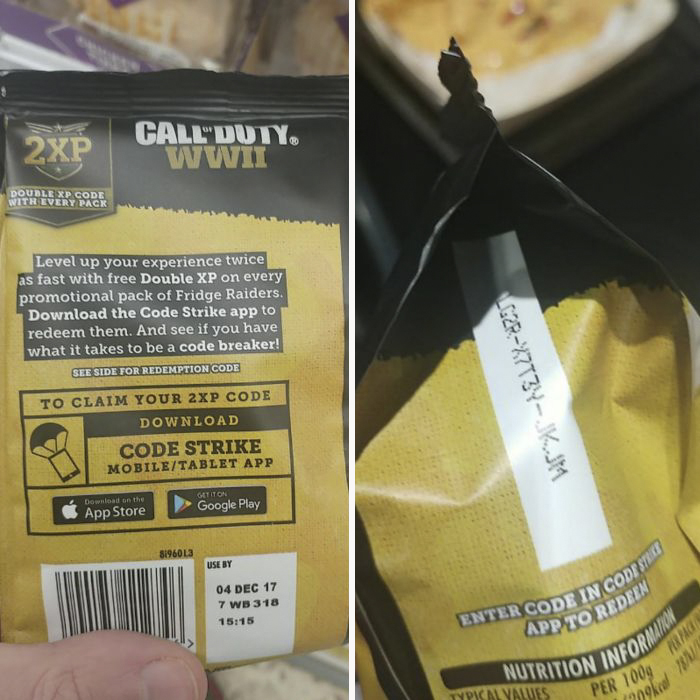 2XP
DOUBLE XP CODE
WITH EVERY PACK
CALL OF DUTY®
WWII
Level up your experience twice
as fast with free Double XP on every
promotional pack of Fridge Raiders.
Download the Code Strike app to
redeem them. And see if you have
what it takes to be a code breaker!
SEE SIDE FOR REDEMPTION CODE
TO CLAIM YOUR 2XP CODE
DOWNLOAD
CODE STRIKE
MOBILE/TABLET APP
Download on the
App Store
GET IT ON
Google Play
819601.3
USE BY
04 DEC 17
7 WB 318
15:15
ENTER CODE IN CODE STRIKE
APP TO REDEEM
NUTRITION INFORMATION
TYPICAL VALUES
PER 100g